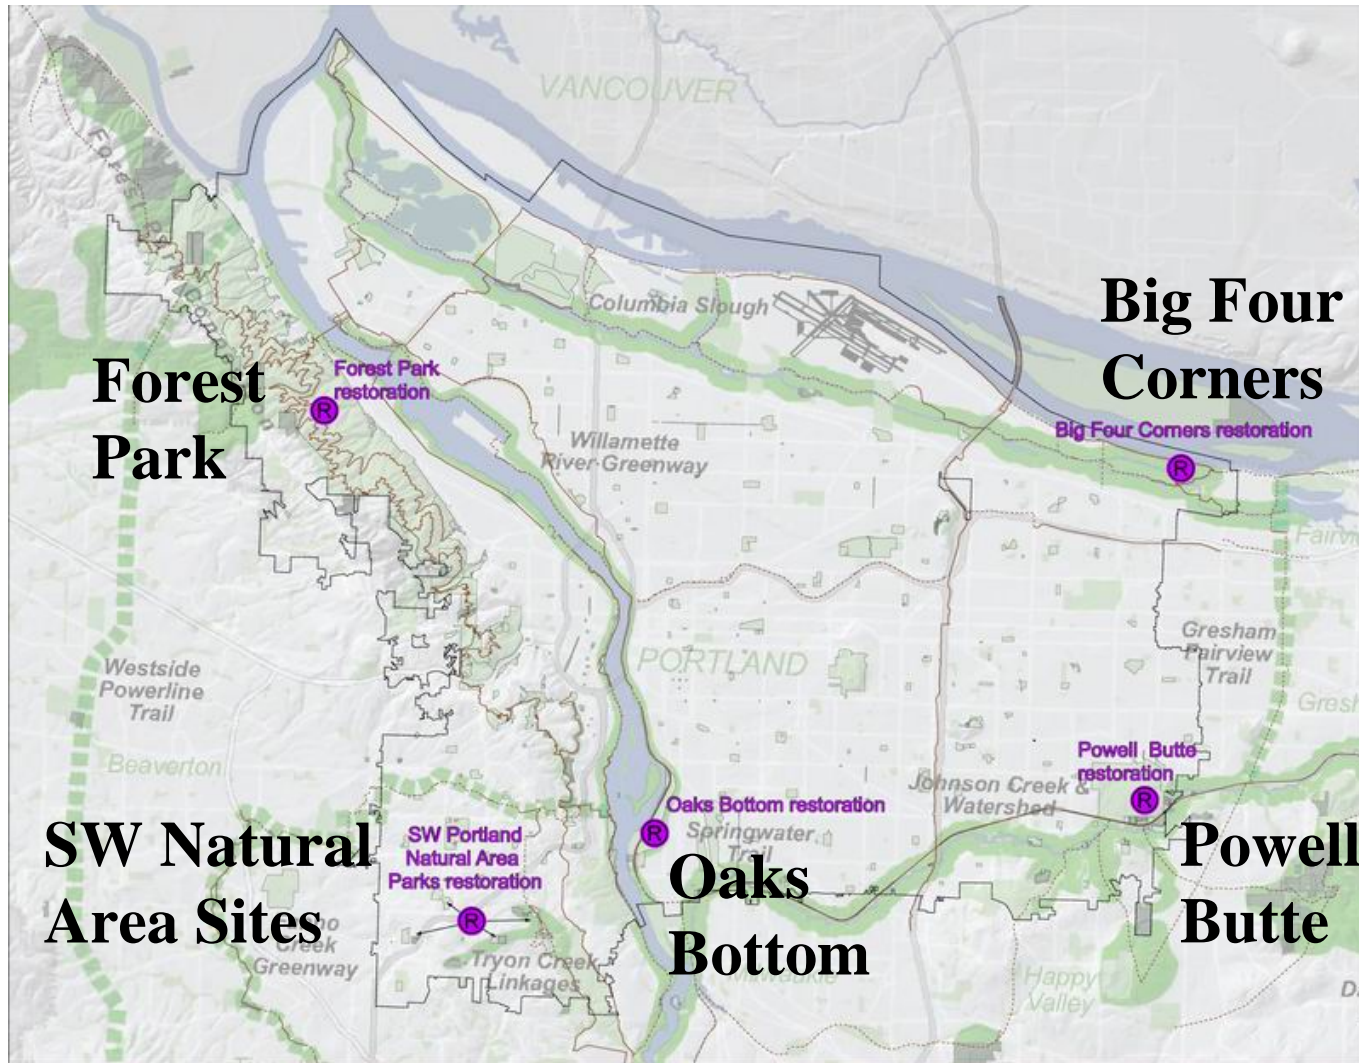 VANCOUVER
Forest
Columbia Slough
Big Four
Corners
Forest
Park
Forest Park
restoration
R
Big Four Corners restoration
R
Willamette
River Greenway
Gresham
Fairview
Trail
PORTLAND
Westside
Powerline
Trail
Beaverton
Powell Butte
restoration
R
Johnson Creek &
Watershed
Oaks Bottom restoration
R
Springwater
Trail
SW Natural
Area Sites
SW Portland
Natural Area
Parks restoration
R
Oaks
Bottom
Powell
Butte
Creek
Greenway
Tryon Creek
Linkages
Happy
Valley